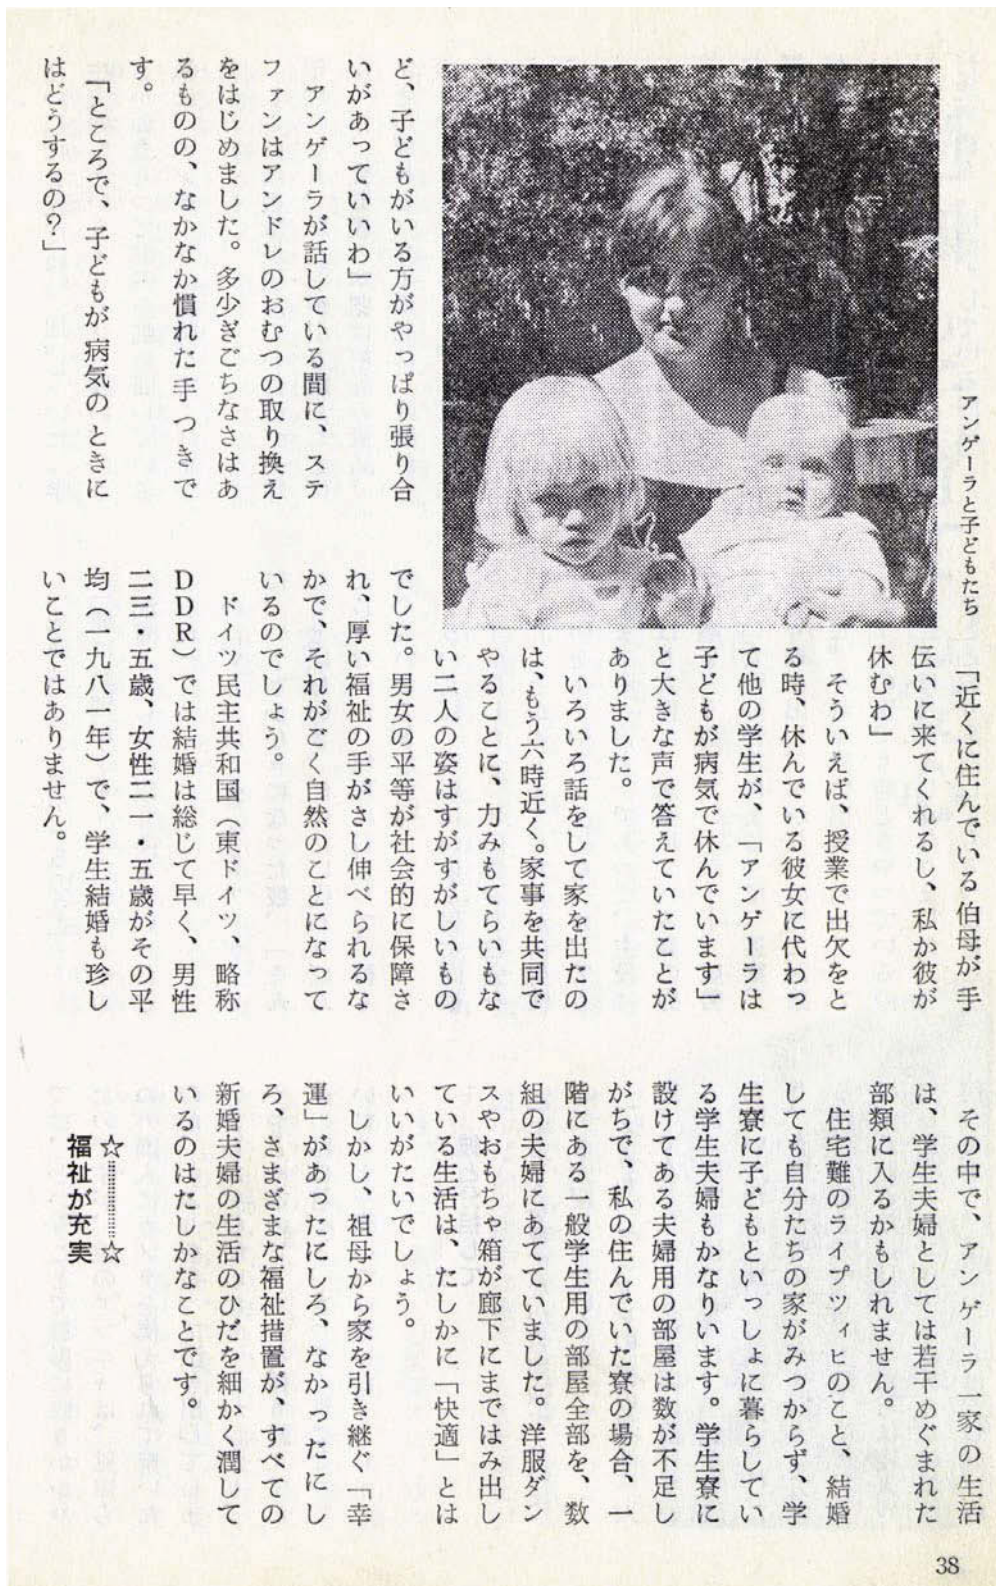 アンゲーラと子どもたち
ど、子どもがいる方がやっぱり張り合
いがあっていいわ」
アンゲーラが話している間に、ステ
ファンはアンドレのおむつの取り換え
をはじめました。多少ぎごちなさはあ
るものの、なかなか慣れた手つきで
す。
「ところで、子どもが病気のときに
はどうするの？」
「近くに住んでいる伯母が手
伝いに来てくれるし、私か彼が
休むわ」
そういえば、授業で出欠をと
る時、休んでいる彼女に代わっ
て他の学生が、「アンゲーラは
子どもが病気で休んでいます」
と大きな声で答えていたことが
ありました。
いろいろ話をして家を出たの
は、もう六時近く。家事を共同で
やることに、力みもてらいもな
い二人の姿はすがすがしいもの
でした。男女の平等が社会的に保障さ
れ、厚い福祉の手がさし伸べられるな
かで、それがごく自然のことになって
いるのでしょう。
ドイツ民主共和国（東ドイツ、略称
ＤＤＲ）では結婚は総じて早く、男性
二三・五歳、女性二一・五歳がその平
均（一九八一年）で、学生結婚も珍し
いことではありません。
その中で、アンゲーラ一家の生活
は、学生夫婦としては若干めぐまれた
部類に入るかもしれません。
住宅難のライプツィヒのこと、結婚
しても自分たちの家がみつからず、学
生寮に子どもといっしょに暮らしてい
る学生夫婦もかなりいます。学生寮に
設けてある夫婦用の部屋は数が不足し
がちで、私の住んでいた寮の場合、一
階にある一般学生用の部屋全部を、数
組の夫婦にあてていました。洋服ダン
スやおもちゃ箱が廊下にまではみ出し
ている生活は、たしかに「快適」とは
いいがたいでしょう。
しかし、祖母から家を引き継ぐ「幸
運」があったにしろ、なかったにし
ろ、さまざまな福祉措置が、すべての
新婚夫婦の生活のひだを細かく潤して
いるのはたしかなことです。
☆┈┈┈☆
福祉が充実
38